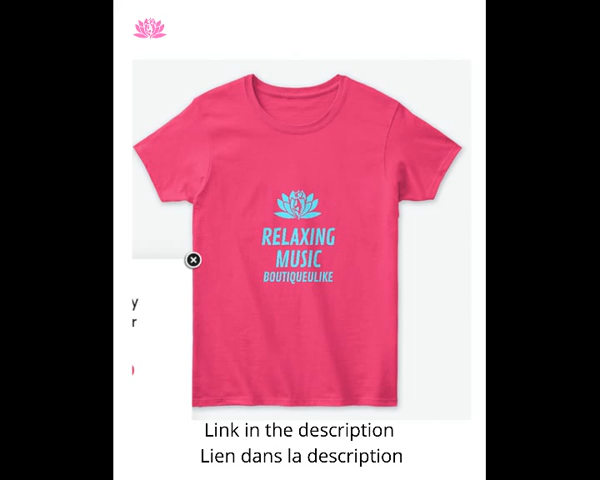 RELAXING
MUSIC
BOUTIQUEULIKE
y
r
Link in the description
Lien dans la description